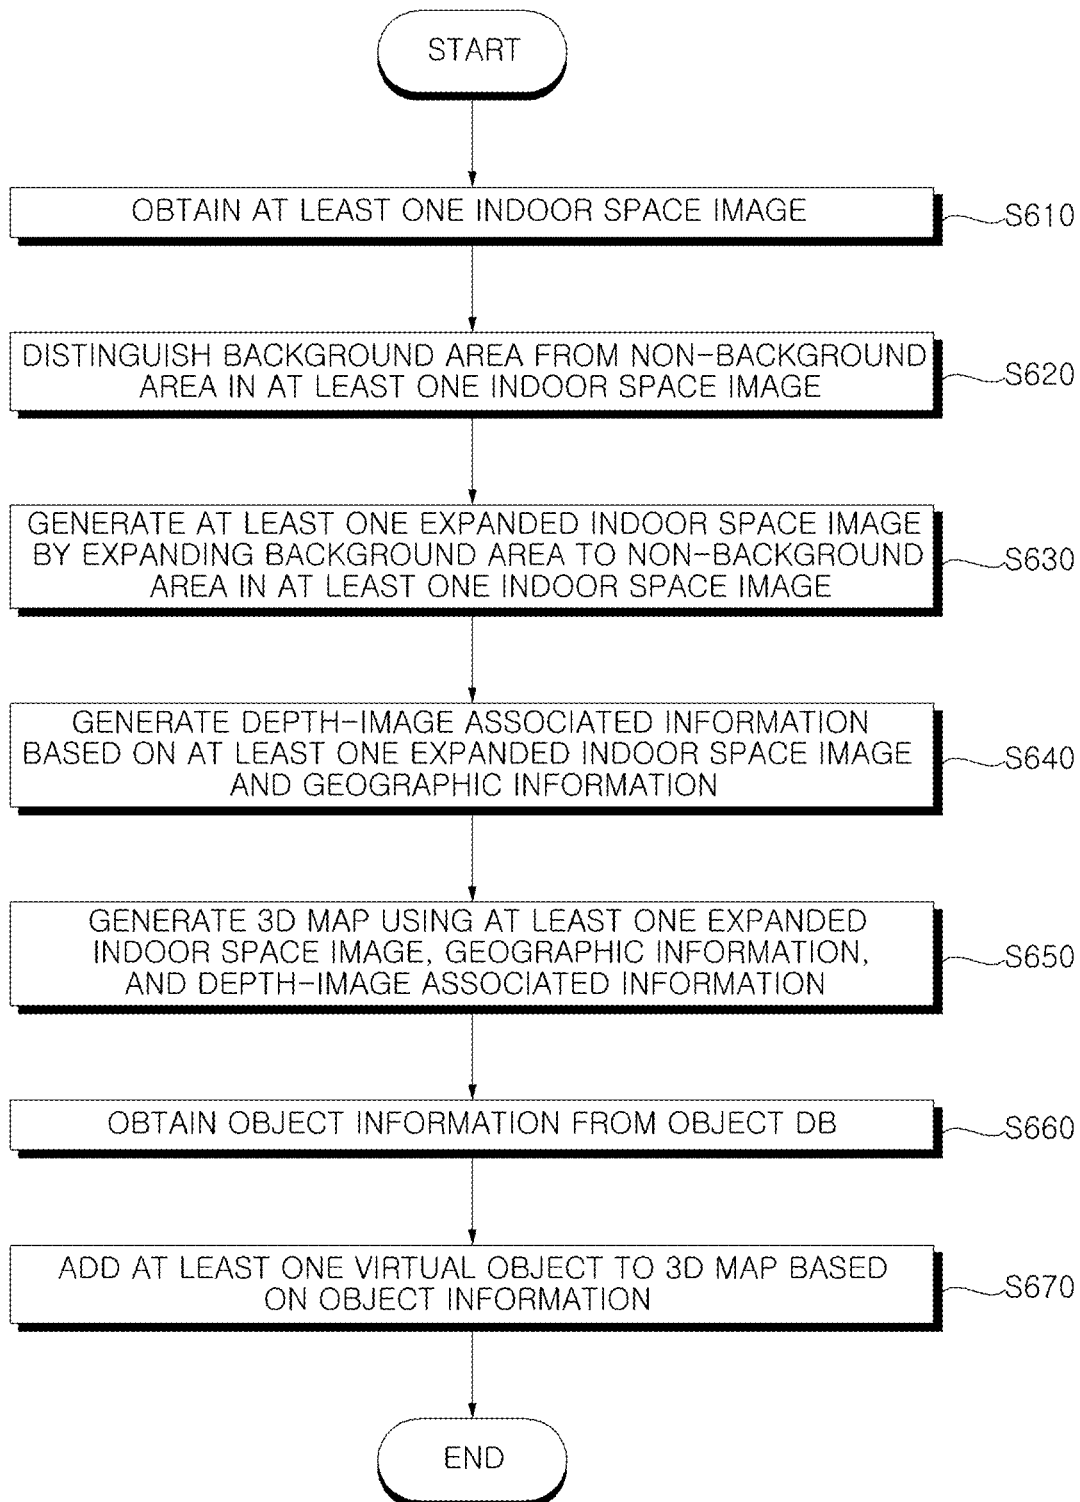 START
OBTAIN AT LEAST ONE INDOOR SPACE IMAGE
S610
DISTINGUISH BACKGROUND AREA FROM NON-BACKGROUND
AREA IN AT LEAST ONE INDOOR SPACE IMAGE
S620
GENERATE AT LEAST ONE EXPANDED INDOOR SPACE IMAGE
BY EXPANDING BACKGROUND AREA TO NON-BACKGROUND
AREA IN AT LEAST ONE INDOOR SPACE IMAGE
S630
GENERATE DEPTH-IMAGE ASSOCIATED INFORMATION
BASED ON AT LEAST ONE EXPANDED INDOOR SPACE IMAGE
AND GEOGRAPHIC INFORMATION
S640
GENERATE 3D MAP USING AT LEAST ONE EXPANDED
INDOOR SPACE IMAGE, GEOGRAPHIC INFORMATION,
AND DEPTH-IMAGE ASSOCIATED INFORMATION
S650
OBTAIN OBJECT INFORMATION FROM OBJECT DB
S660
ADD AT LEAST ONE VIRTUAL OBJECT TO 3D MAP BASED
ON OBJECT INFORMATION
S670
END